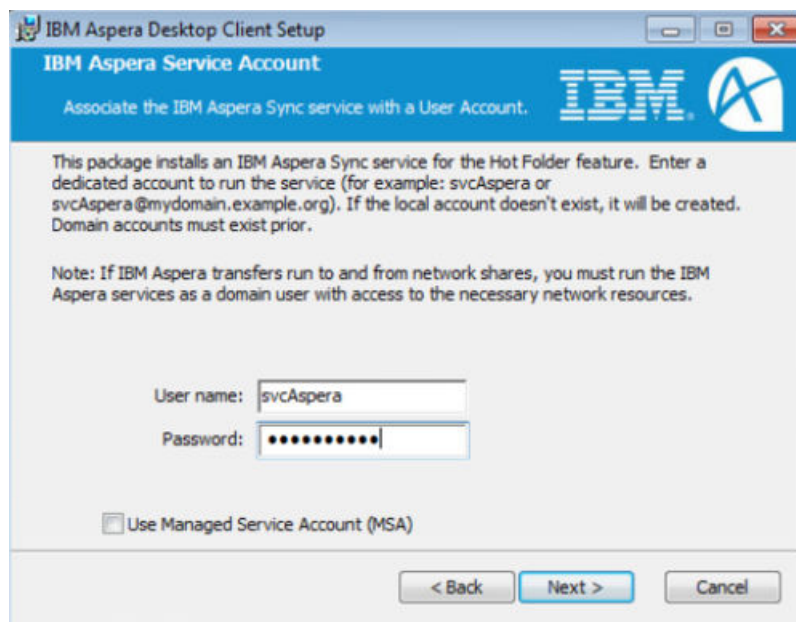 IBM Aspera Desktop Client Setup
IBM Aspera Service Account
Associate the IBM Aspera Sync service with a User Account.
IBM.
This package installs an IBM Aspera Sync service for the Hot Folder feature. Enter a
dedicated account to run the service (for example: svcAspera or
svcAspera@mydomain.example.org). If the local account doesn't exist, it will be created.
Domain accounts must exist prior.
Note: If IBM Aspera transfers run to and from network shares, you must run the IBM
Aspera services as a domain user with access to the necessary network resources.
User name: svcAspera
Password: ●●●●●●●●●●
Use Managed Service Account (MSA)
< Back Next > Cancel